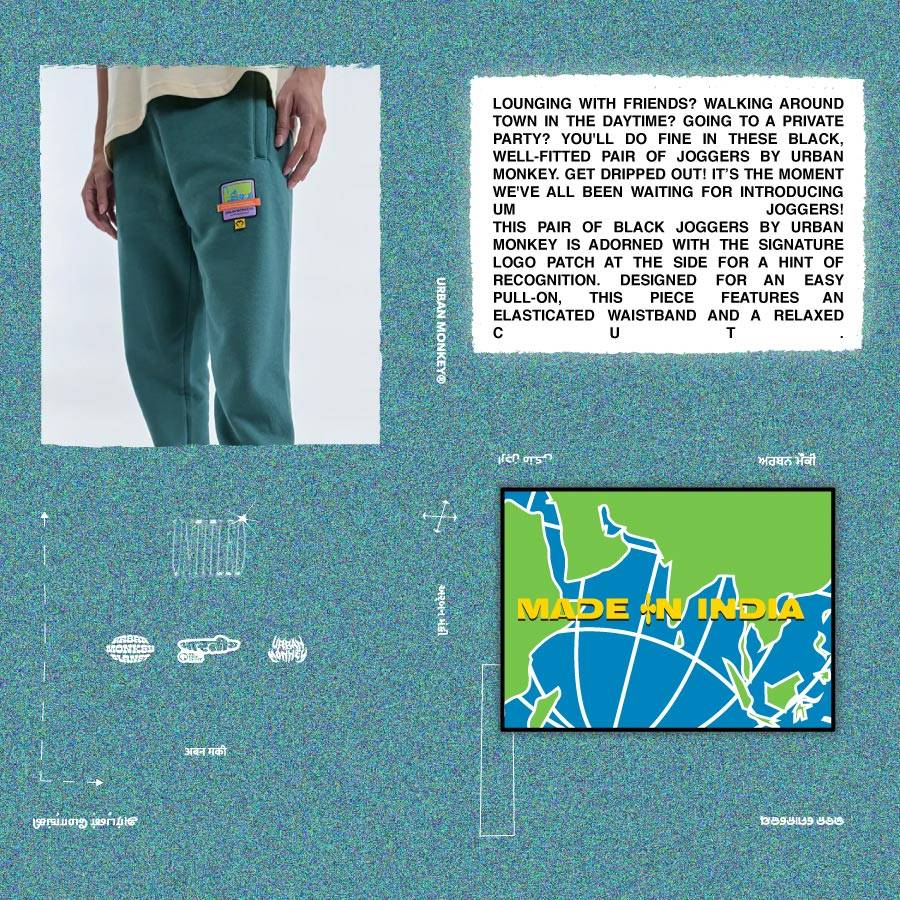 LOUNGING WITH FRIENDS? WALKING AROUND
TOWN IN THE DAYTIME? GOING TO A PRIVATE
PARTY? YOU'LL DO FINE IN THESE BLACK,
WELL-FITTED PAIR OF JOGGERS BY URBAN
MONKEY. GET DRIPPED OUT! IT'S THE MOMENT
WE'VE ALL BEEN WAITING FOR INTRODUCING
UM JOGGERS!
THIS PAIR OF BLACK JOGGERS BY URBAN
MONKEY IS ADORNED WITH THE SIGNATURE
LOGO PATCH AT THE SIDE FOR A HINT OF
RECOGNITION. DESIGNED FOR AN EASY
PULL-ON, THIS PIECE FEATURES AN
ELASTICATED WAISTBAND AND A RELAXED
C U T .
URBAN MONKEY®
ਅਰਬਨ ਮੌਂਕੀ
MADE IN INDIA
URBAN
MONKEY
अबन मकी